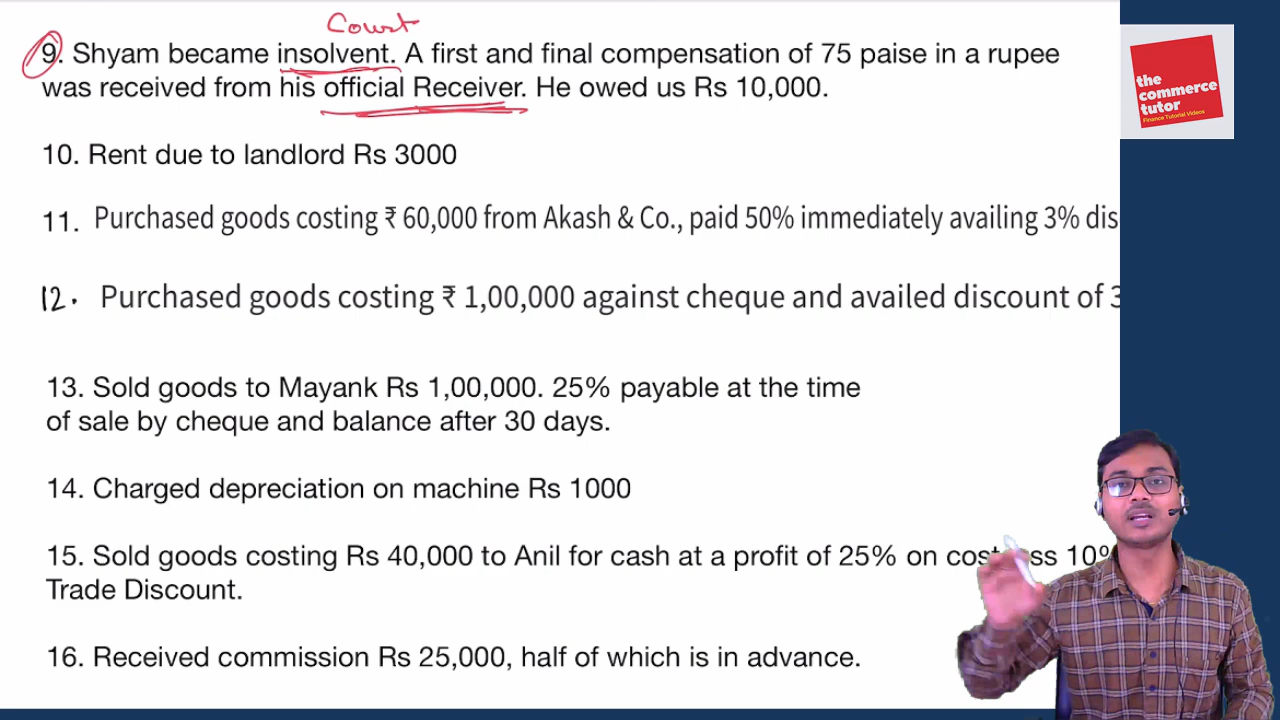 Court
9. Shyam became insolvent. A first and final compensation of 75 paise in a rupee
was received from his official Receiver. He owed us Rs 10,000.
10. Rent due to landlord Rs 3000
11. Purchased goods costing ₹ 60,000 from Akash & Co., paid 50% immediately availing 3% dis
12. Purchased goods costing ₹ 1,00,000 against cheque and availed discount of 3
13. Sold goods to Mayank Rs 1,00,000. 25% payable at the time
of sale by cheque and balance after 30 days.
14. Charged depreciation on machine Rs 1000
15. Sold goods costing Rs 40,000 to Anil for cash at a profit of 25% on cost 10%
Trade Discount.
16. Received commission Rs 25,000, half of which is in advance.
the
commerce
tutor
Finance Tutorial Videos